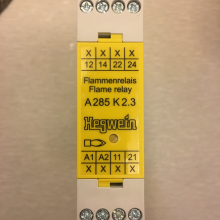 X X X X
12 14 22 24
Flammenrelais
Flame relay
A 285 K 2.3
Hegwein
X X X X
A1 A2 11 21